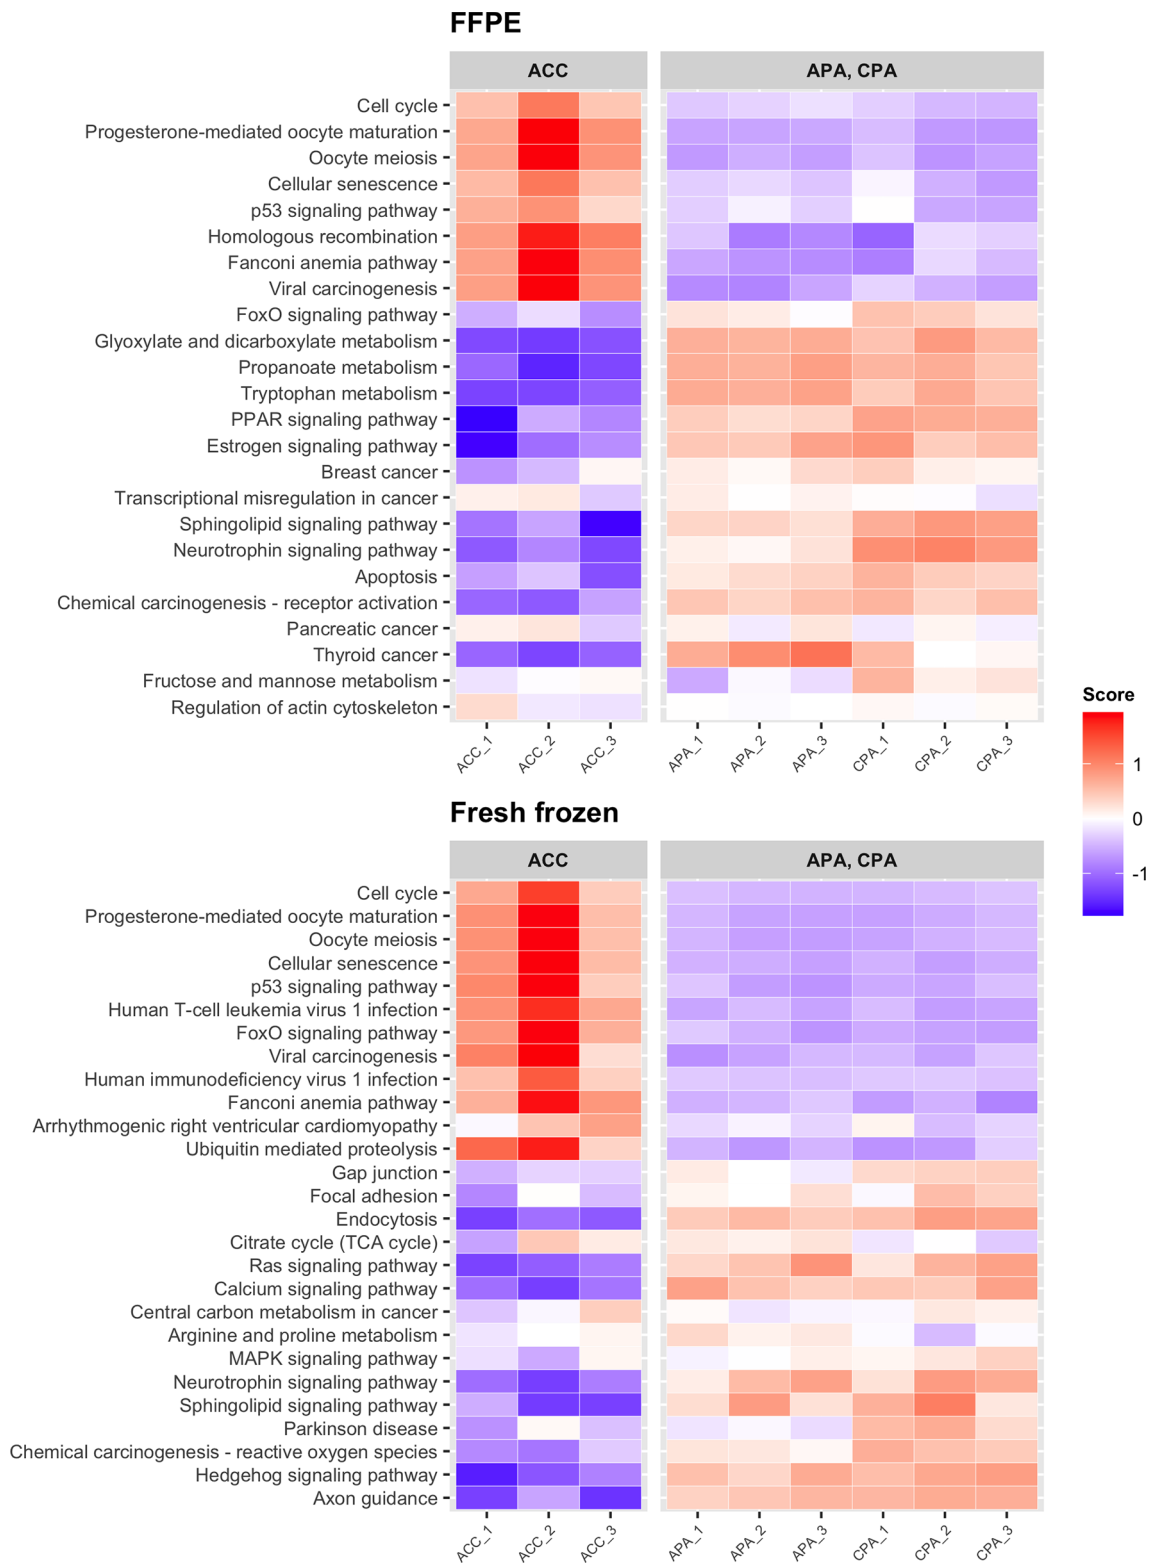 FFPE
ACC
APA, CPA
Cell cycle
Progesterone-mediated oocyte maturation
Oocyte meiosis
Cellular senescence
p53 signaling pathway
Homologous recombination
Fanconi anemia pathway
Viral carcinogenesis
FoxO signaling pathway
Glyoxylate and dicarboxylate metabolism
Propanoate metabolism
Tryptophan metabolism
PPAR signaling pathway
Estrogen signaling pathway
Breast cancer
Transcriptional misregulation in cancer
Sphingolipid signaling pathway
Neurotrophin signaling pathway
Apoptosis
Chemical carcinogenesis - receptor activation
Pancreatic cancer
Thyroid cancer
Fructose and mannose metabolism
Regulation of actin cytoskeleton
ACC_1
ACC_2
ACC_3
APA_1
APA_2
APA_3
CPA_1
CPA_2
CPA_3
Score
1
0
-1
Fresh frozen
ACC
APA, CPA
Cell cycle
Progesterone-mediated oocyte maturation
Oocyte meiosis
Cellular senescence
p53 signaling pathway
Human T-cell leukemia virus 1 infection
FoxO signaling pathway
Viral carcinogenesis
Human immunodeficiency virus 1 infection
Fanconi anemia pathway
Arrhythmogenic right ventricular cardiomyopathy
Ubiquitin mediated proteolysis
Gap junction
Focal adhesion
Endocytosis
Citrate cycle (TCA cycle)
Ras signaling pathway
Calcium signaling pathway
Central carbon metabolism in cancer
Arginine and proline metabolism
MAPK signaling pathway
Neurotrophin signaling pathway
Sphingolipid signaling pathway
Parkinson disease
Chemical carcinogenesis - reactive oxygen species
Hedgehog signaling pathway
Axon guidance
ACC_1
ACC_2
ACC_3
APA_1
APA_2
APA_3
CPA_1
CPA_2
CPA_3